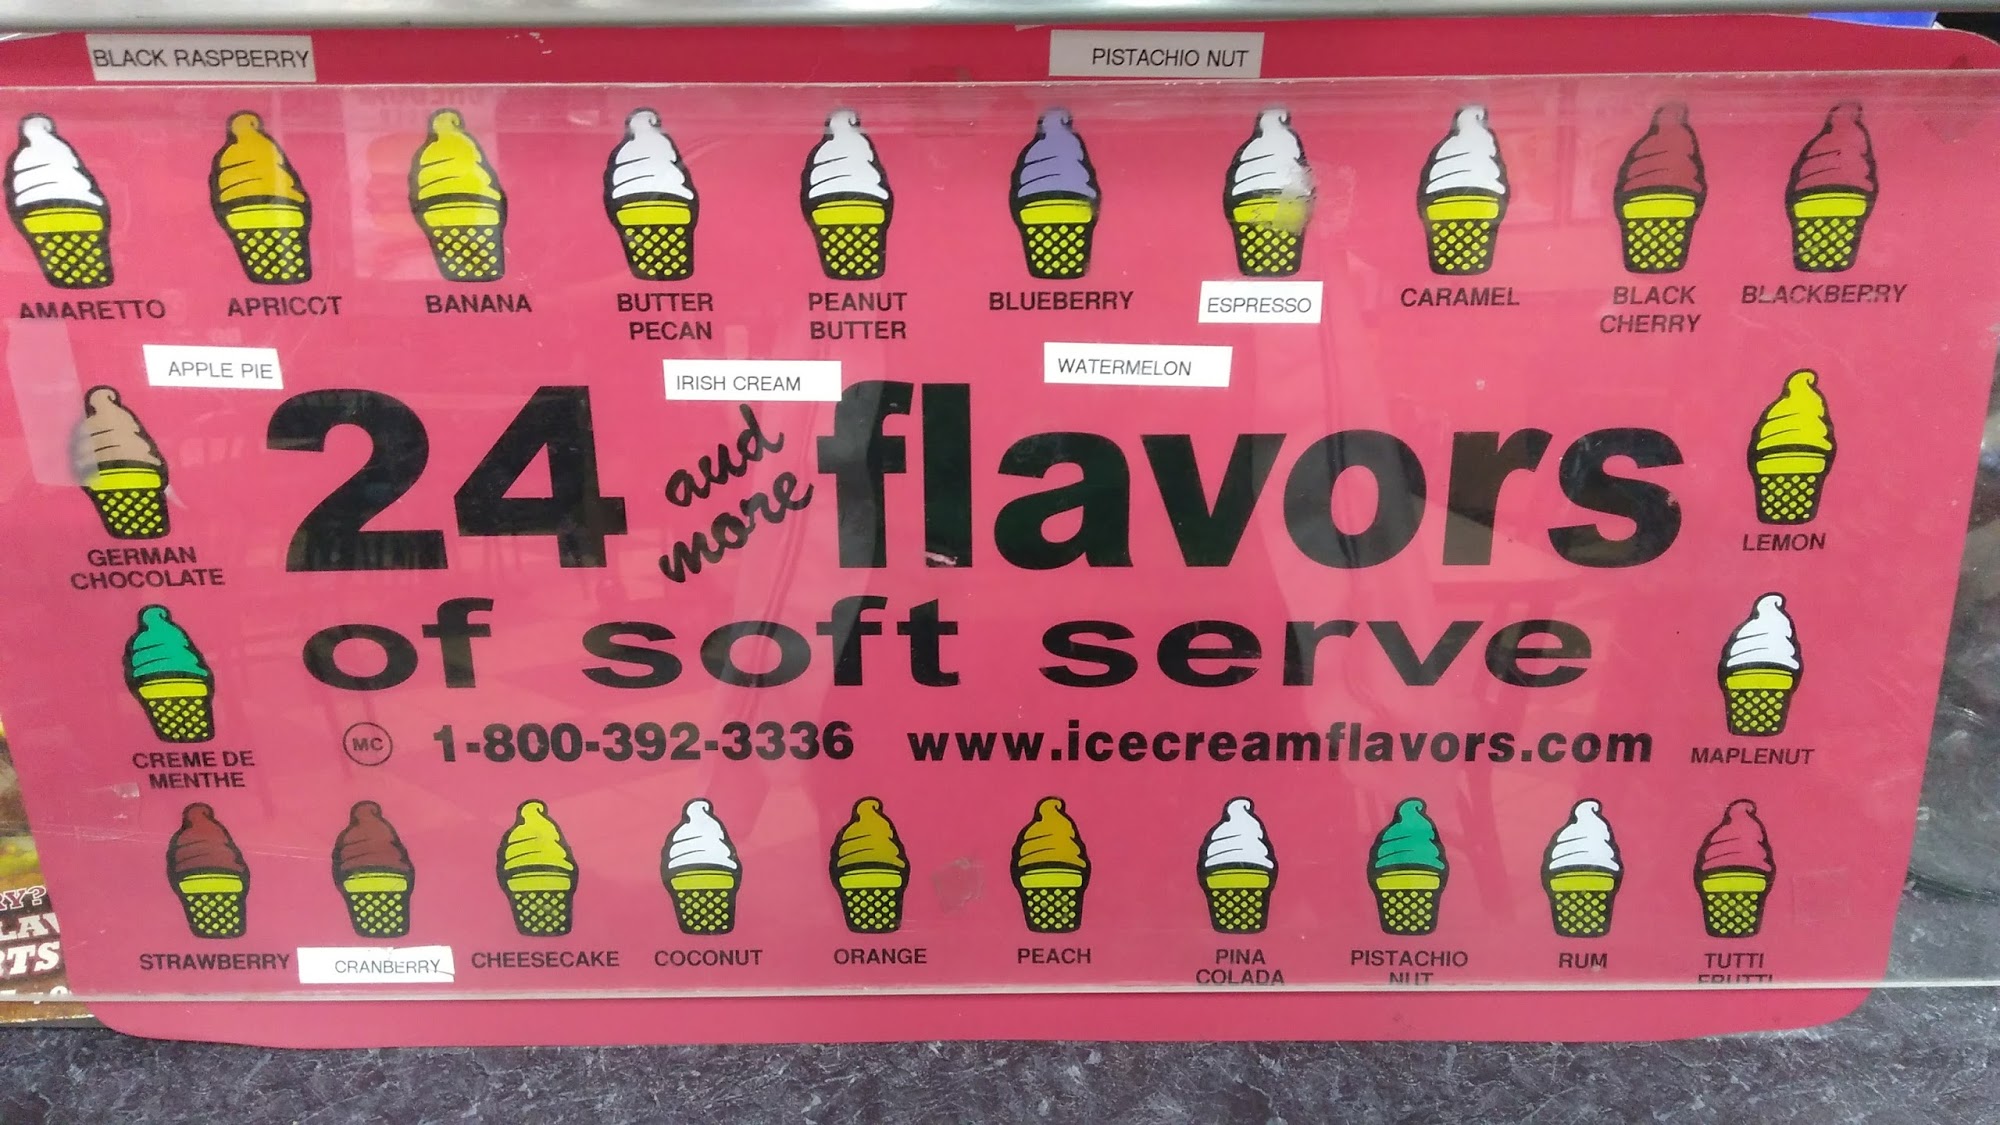 BLACK RASPBERRY
PISTACHIO NUT
AMARETTO
APRICOT
BANANA
BUTTER
PECAN
PEANUT
BUTTER
BLUEBERRY
ESPRESSO
CARAMEL
BLACK
CHERRY
BLACKBERRY
APPLE PIE
IRISH CREAM
WATERMELON
GERMAN
CHOCOLATE
24 and more flavors
LEMON
of soft serve
CREME DE
MENTHE
MC 1-800-392-3336 www.icecreamflavors.com
MAPLENUT
STRAWBERRY
CRANBERRY
CHEESECAKE
COCONUT
ORANGE
PEACH
PINA
COLADA
PISTACHIO
NUT
RUM
TUTTI
FRUTTI